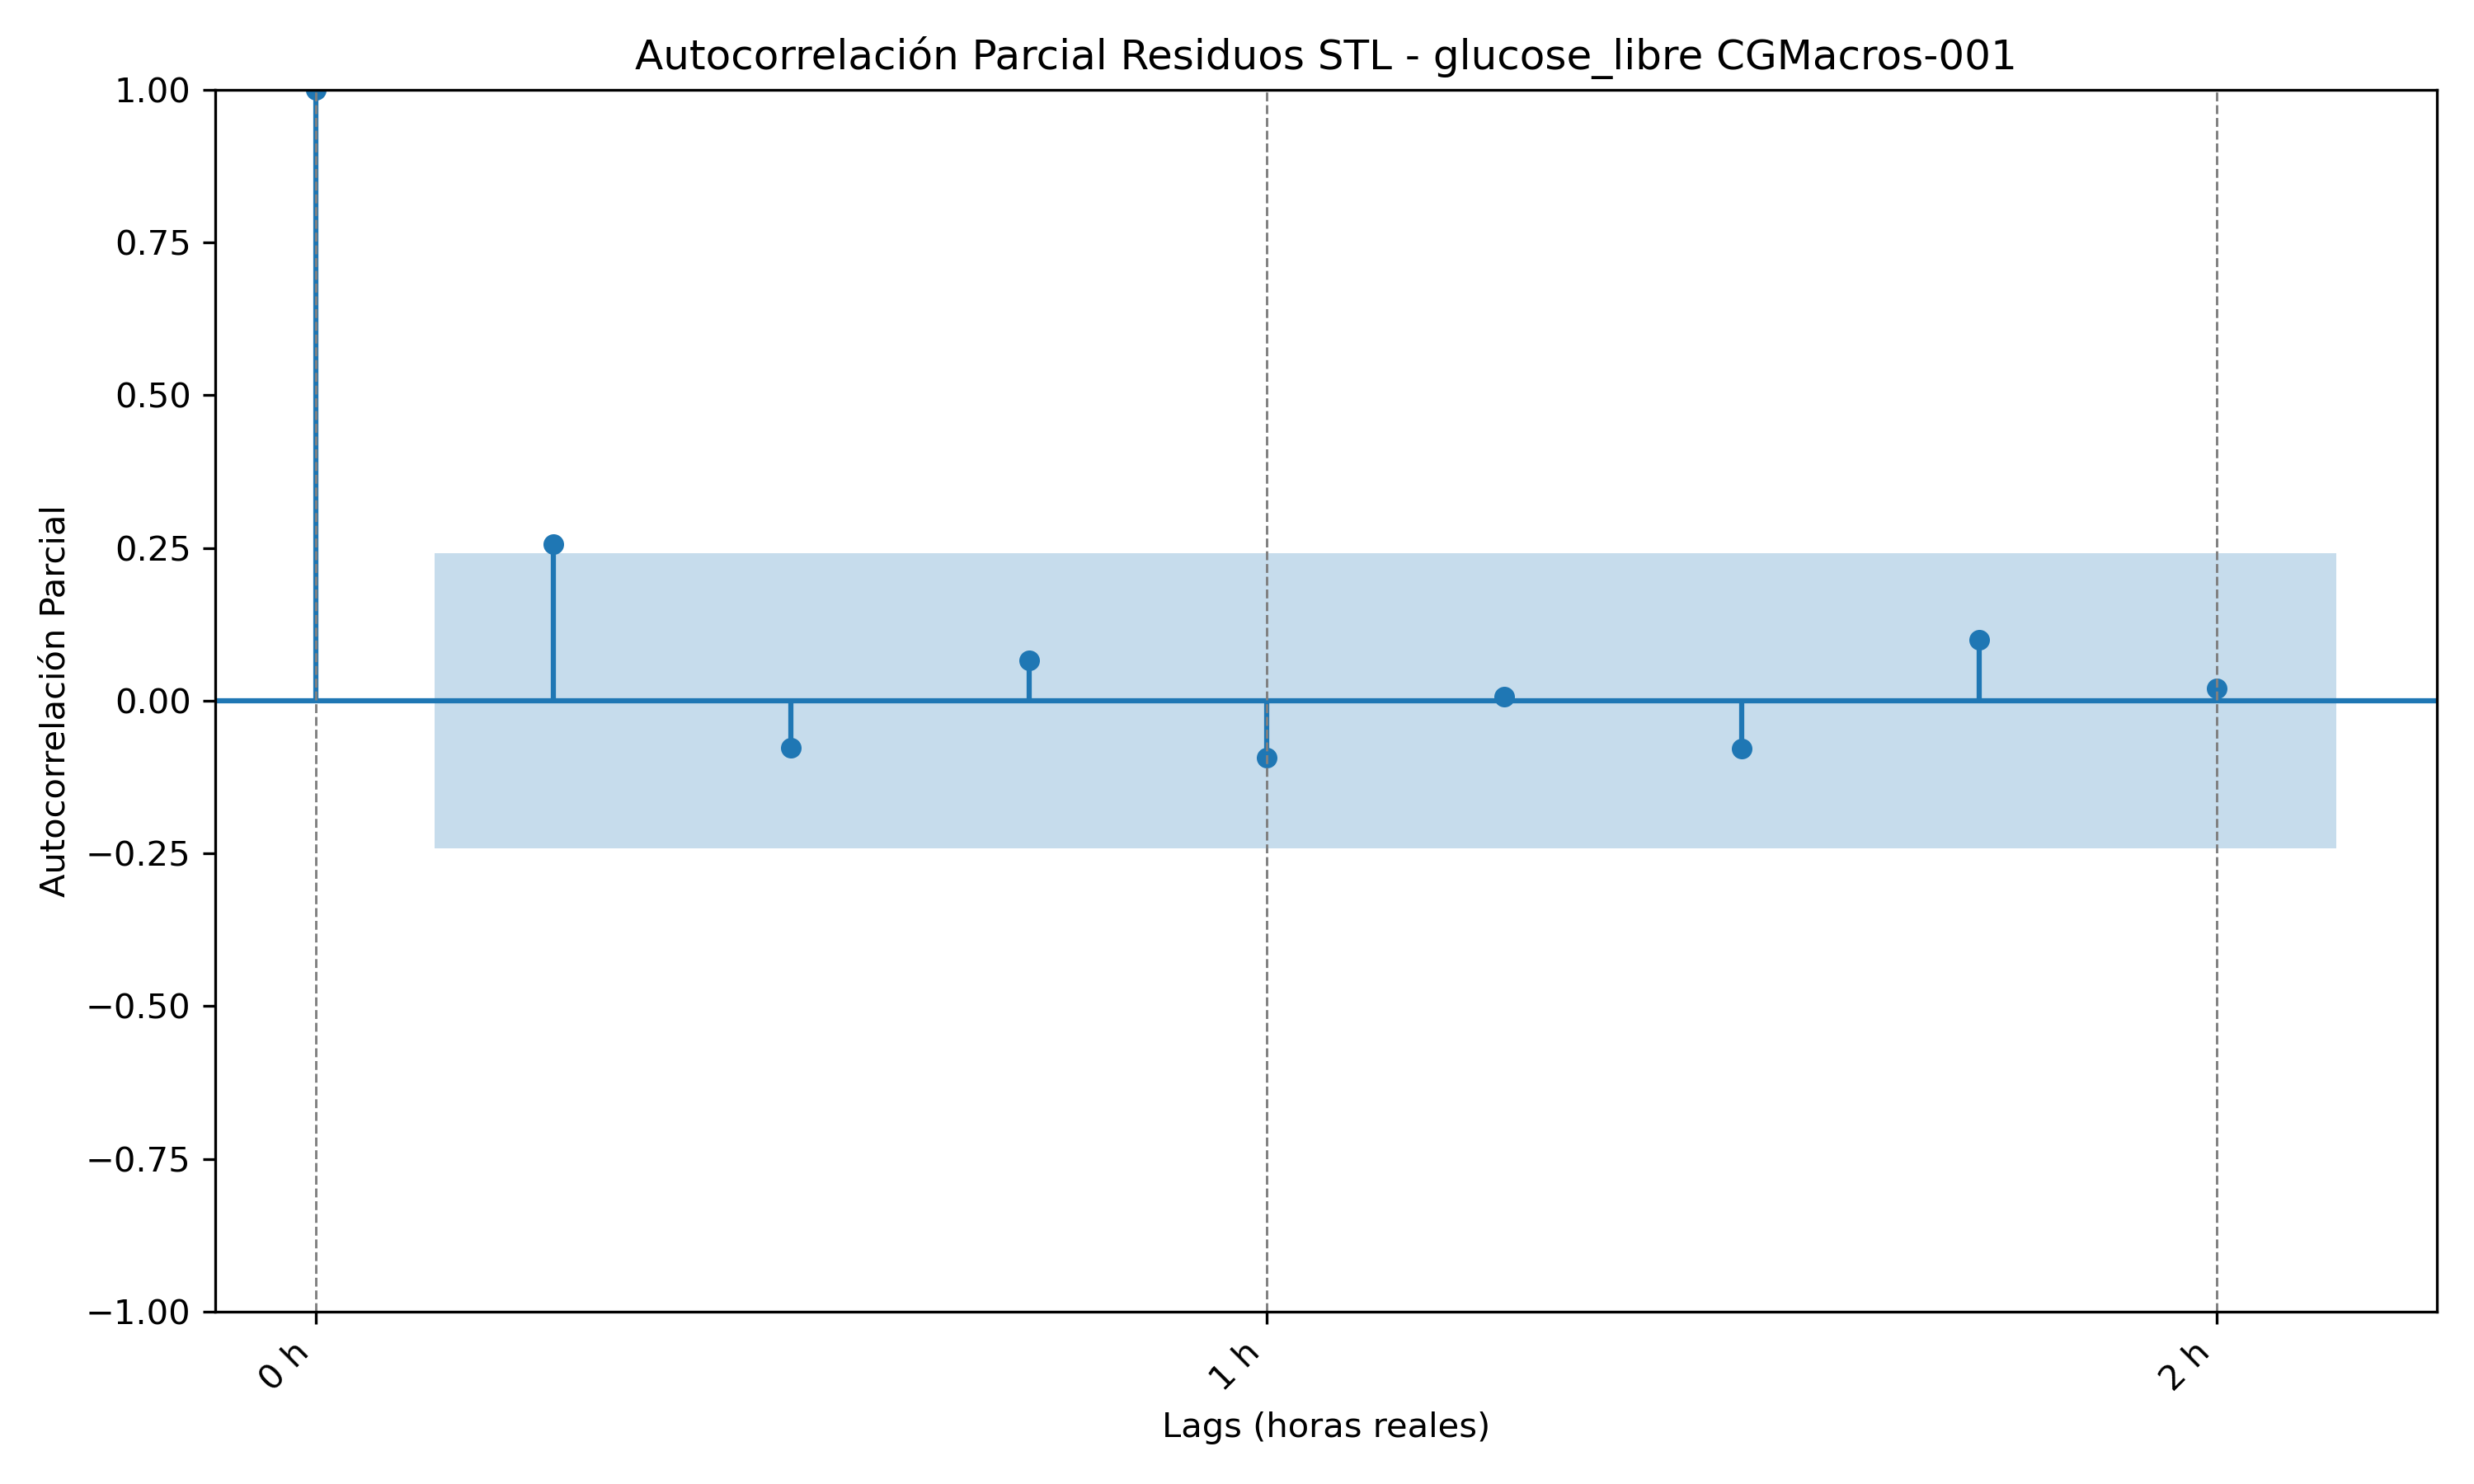 Autocorrelación Parcial Residuos STL - glucose_libre CGMacros-001
Autocorrelación Parcial
1.00
0.75
0.50
0.25
0.00
−0.25
−0.50
−0.75
−1.00
0 h
1 h
2 h
Lags (horas reales)